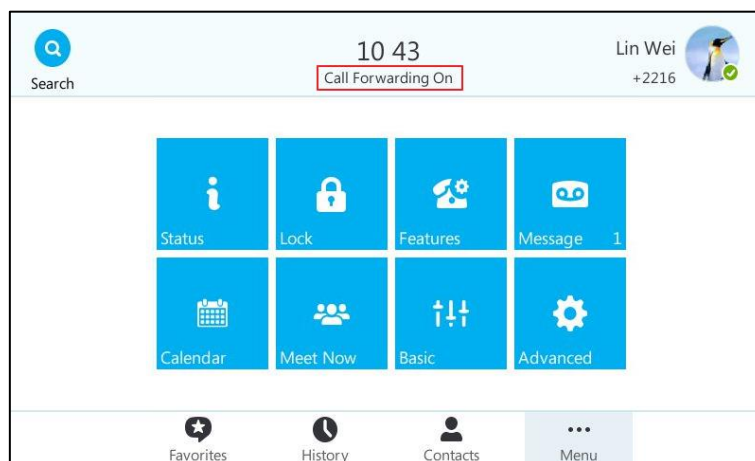 10 43
Lin Wei
Call Forwarding On
+2216
Search
Status
Lock
Features
Message 1
Calendar
Meet Now
Basic
Advanced
Favorites
History
Contacts
Menu